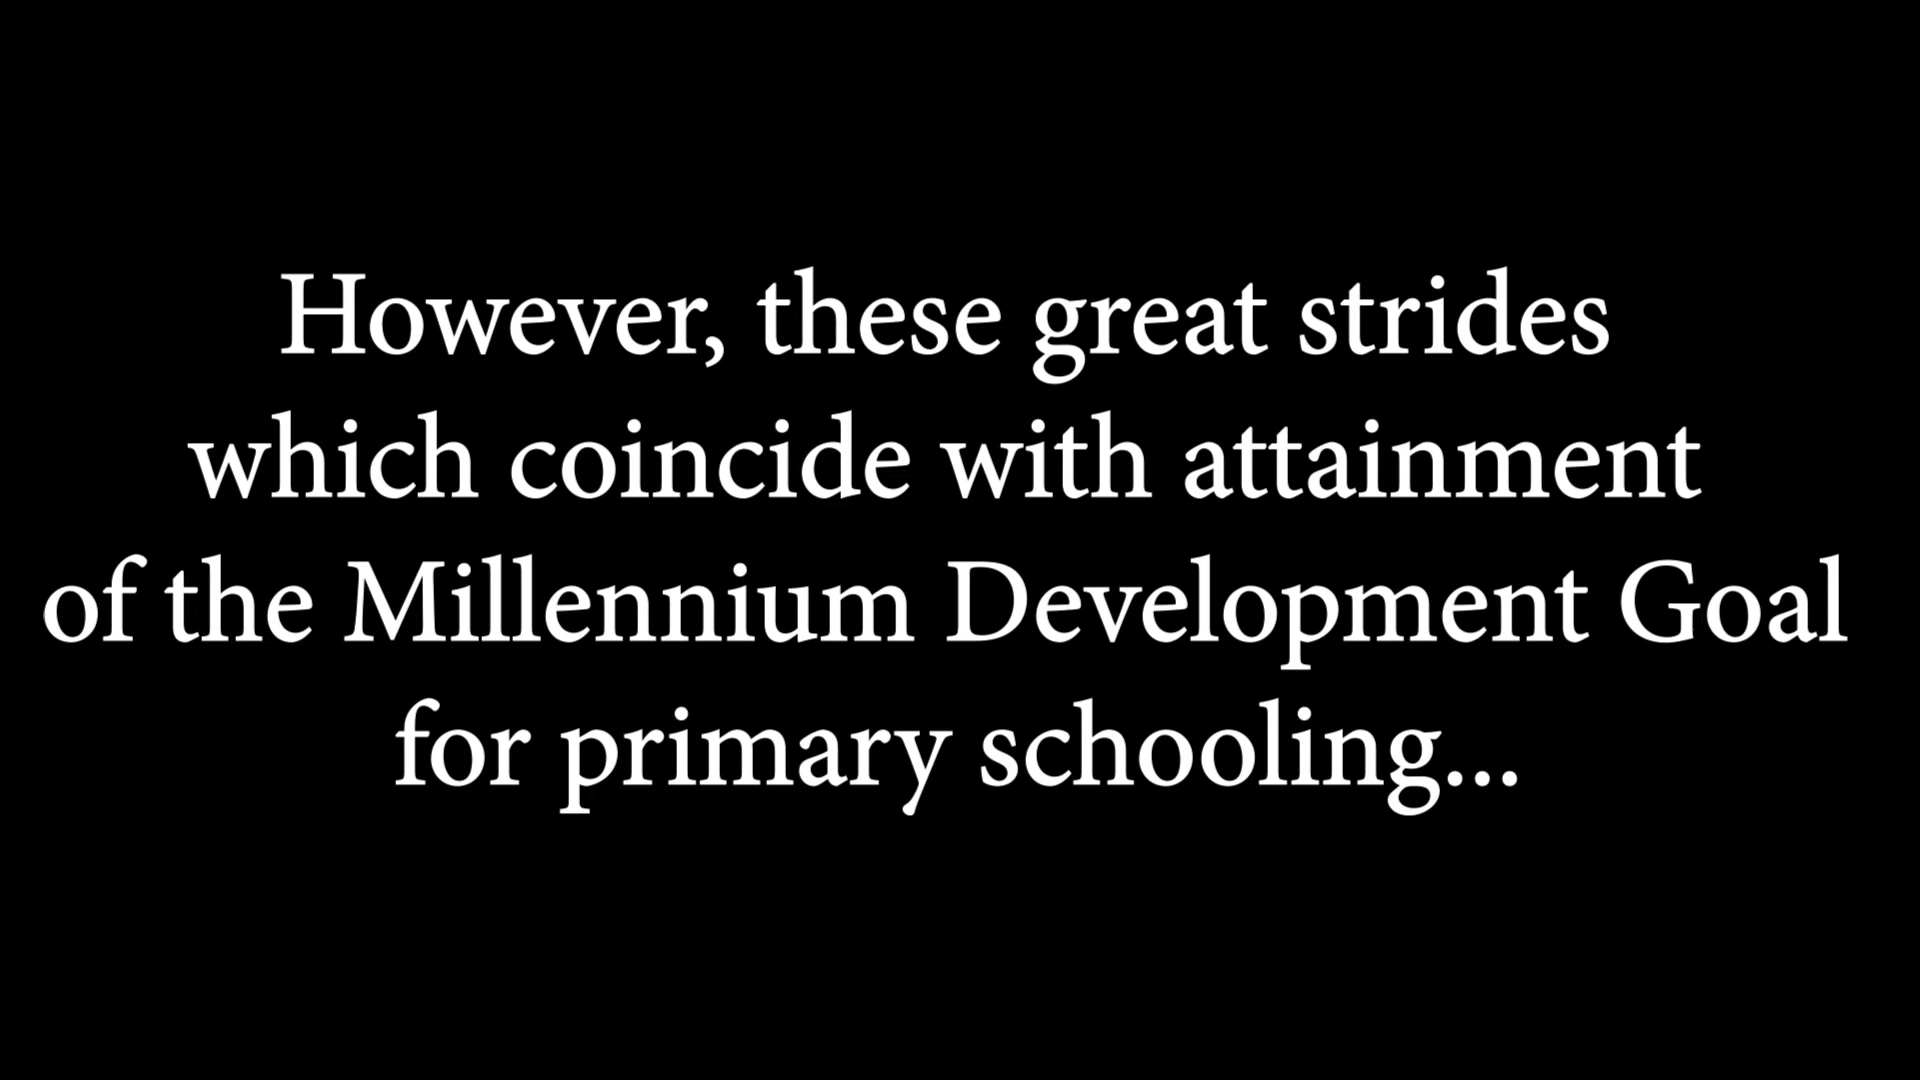 However, these great strides
which coincide with attainment
of the Millennium Development Goal
for primary schooling...